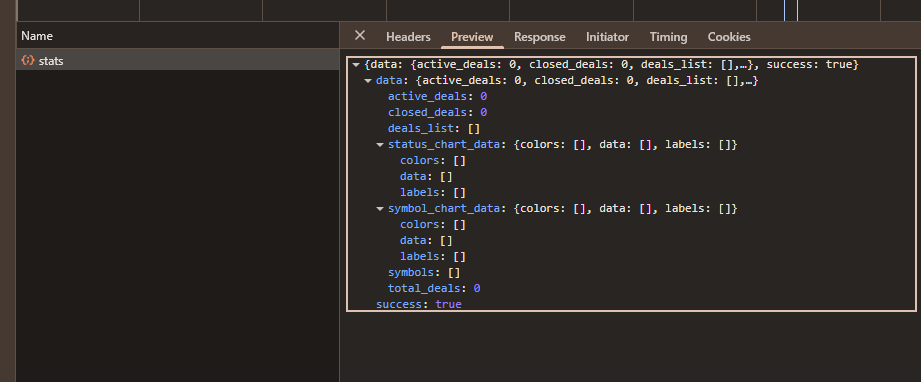 Name
Headers Preview Response Initiator Timing Cookies
stats
{data: {active_deals: 0, closed_deals: 0, deals_list: [],…}, success: true}
data: {active_deals: 0, closed_deals: 0, deals_list: [],…}
active_deals: 0
closed_deals: 0
deals_list: []
status_chart_data: {colors: [], data: [], labels: []}
colors: []
data: []
labels: []
symbol_chart_data: {colors: [], data: [], labels: []}
colors: []
data: []
labels: []
symbols: []
total_deals: 0
success: true